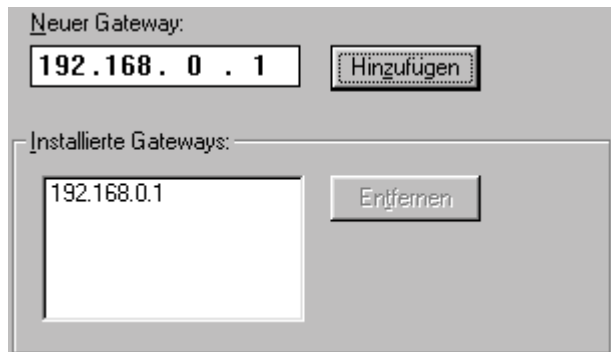 Neuer Gateway:
192.168. 0 . 1 Hinzufügen
Installierte Gateways:
192.168.0.1 Entfernen